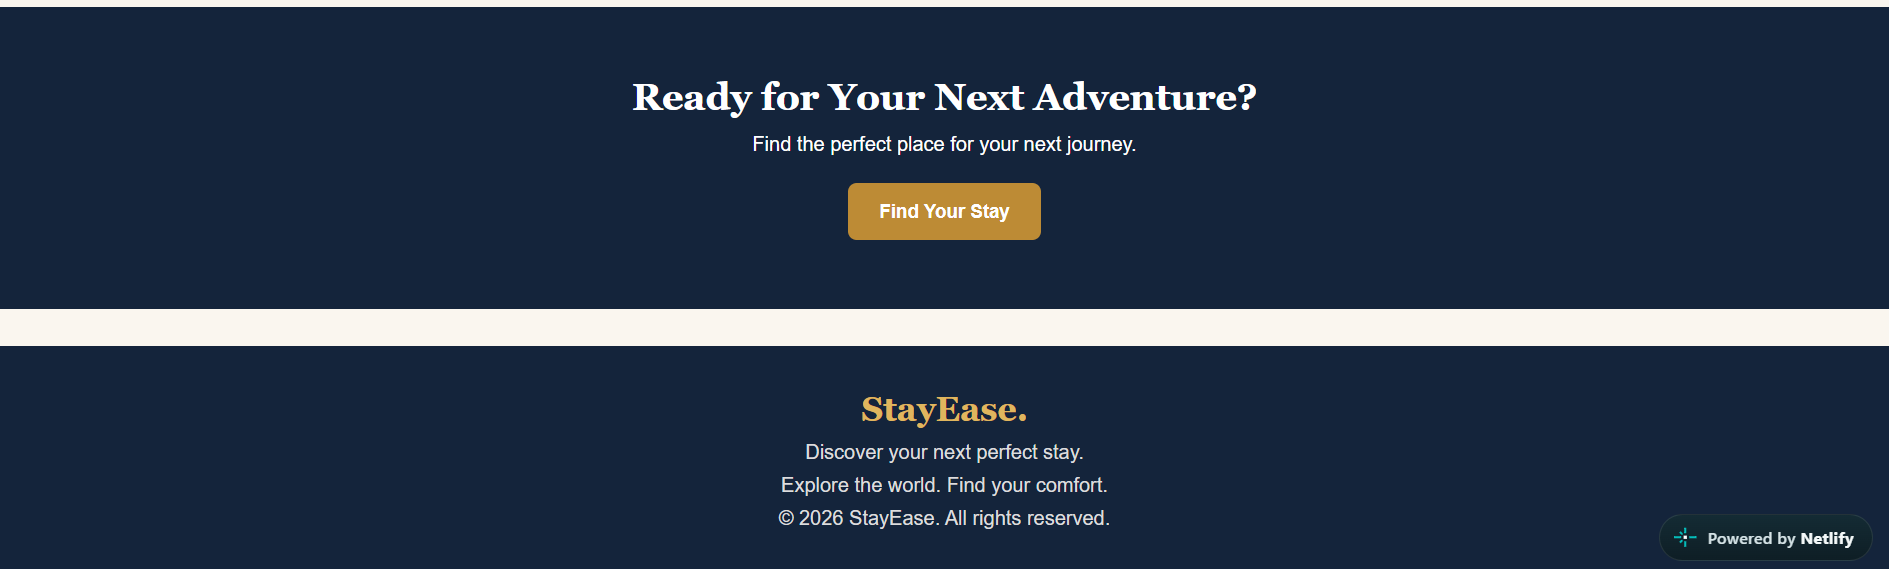 Ready for Your Next Adventure?
Find the perfect place for your next journey.
Find Your Stay
StayEase.
Discover your next perfect stay.
Explore the world. Find your comfort.
© 2026 StayEase. All rights reserved.
Powered by Netlify